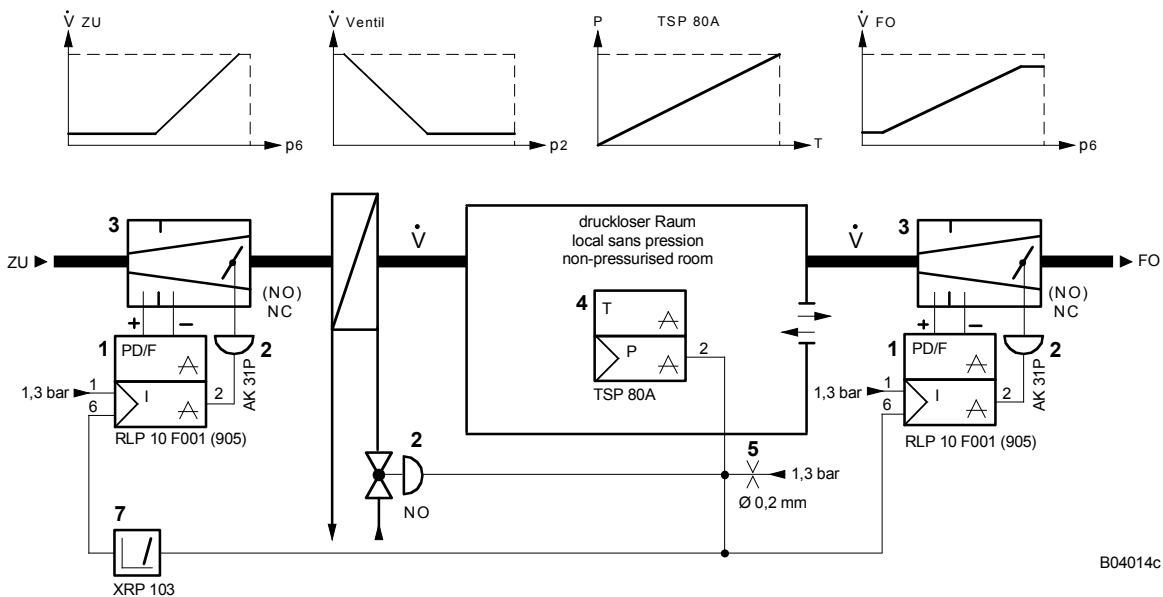 V̇ ZU
p6
V̇ Ventil
p2
P
TSP 80A
T
V̇ FO
p6
ZU
3
(NO)
NC
+
−
1
PD/F
2
AK 31P
1,3 bar
1
6
I
2
RLP 10 F001 (905)
V̇
druckloser Raum
local sans pression
non-pressurised room
4
T
P
2
TSP 80A
V̇
3
FO
(NO)
NC
+
−
1
PD/F
2
AK 31P
1,3 bar
1
6
I
2
RLP 10 F001 (905)
2
NO
5
1,3 bar
Ø 0,2 mm
7
XRP 103
B04014c